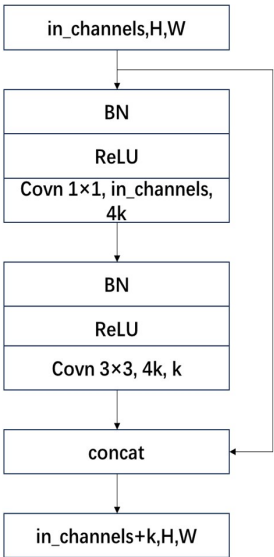 in_channels,H,W
BN
ReLU
Covn 1×1, in_channels,
4k
BN
ReLU
Covn 3×3, 4k, k
concat
in_channels+k,H,W